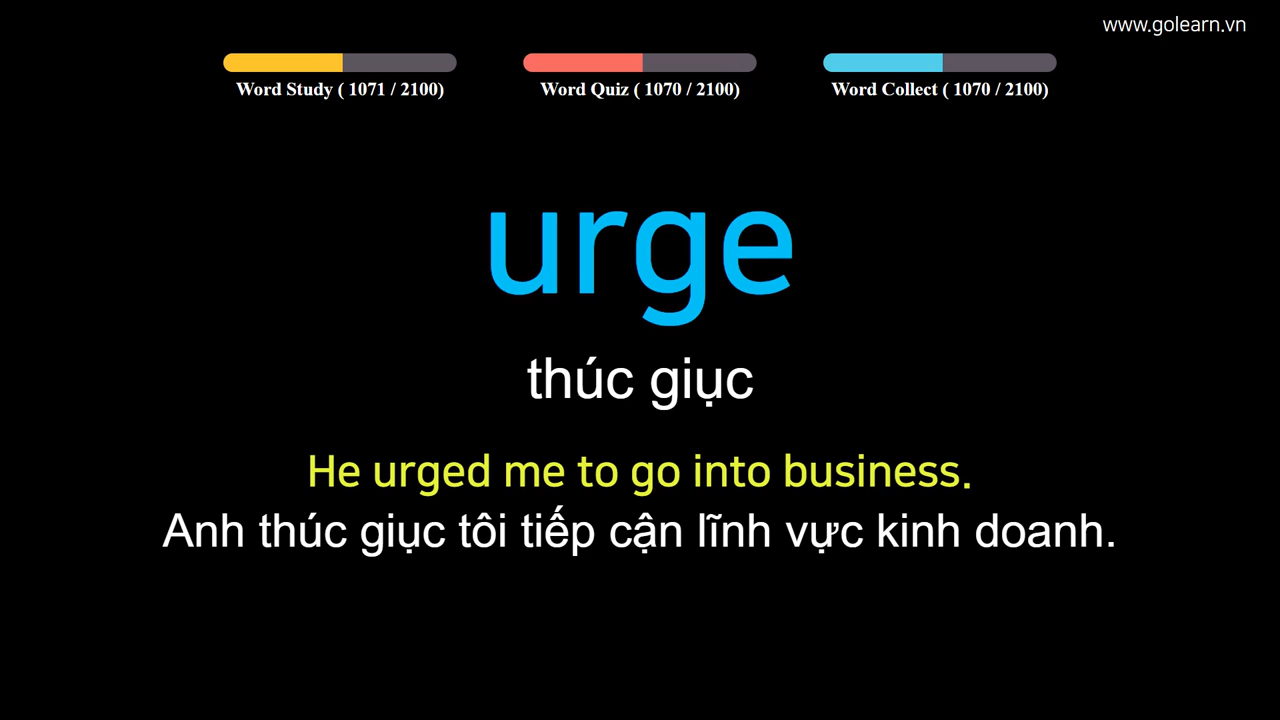 www.golearn.vn
Word Study ( 1071 / 2100)
Word Quiz ( 1070 / 2100)
Word Collect ( 1070 / 2100)
urge
thúc giục
He urged me to go into business.
Anh thúc giục tôi tiếp cận lĩnh vực kinh doanh.